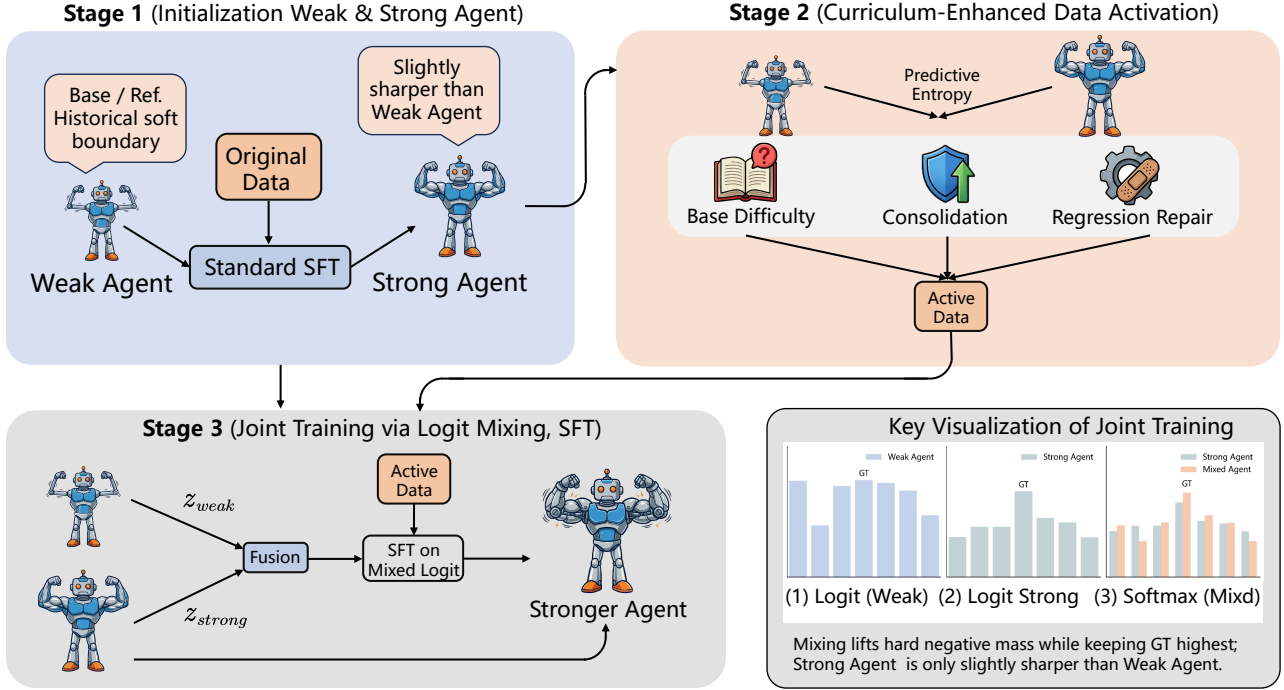 Stage 1 (Initialization Weak & Strong Agent)
Base / Ref.
Historical soft
boundary
Original
Data
Slightly
sharper than
Weak Agent
Weak Agent
Standard SFT
Strong Agent
Stage 2 (Curriculum-Enhanced Data Activation)
Predictive
Entropy
?
Base Difficulty
Consolidation
Regression Repair
Active
Data
Stage 3 (Joint Training via Logit Mixing, SFT)
z_weak
z_strong
Fusion
Active
Data
SFT on
Mixed Logit
Stronger Agent
Key Visualization of Joint Training
Weak Agent
GT
Strong Agent
GT
Strong Agent
Mixed Agent
GT
(1) Logit (Weak)
(2) Logit Strong
(3) Softmax (Mixd)
Mixing lifts hard negative mass while keeping GT highest;
Strong Agent is only slightly sharper than Weak Agent.